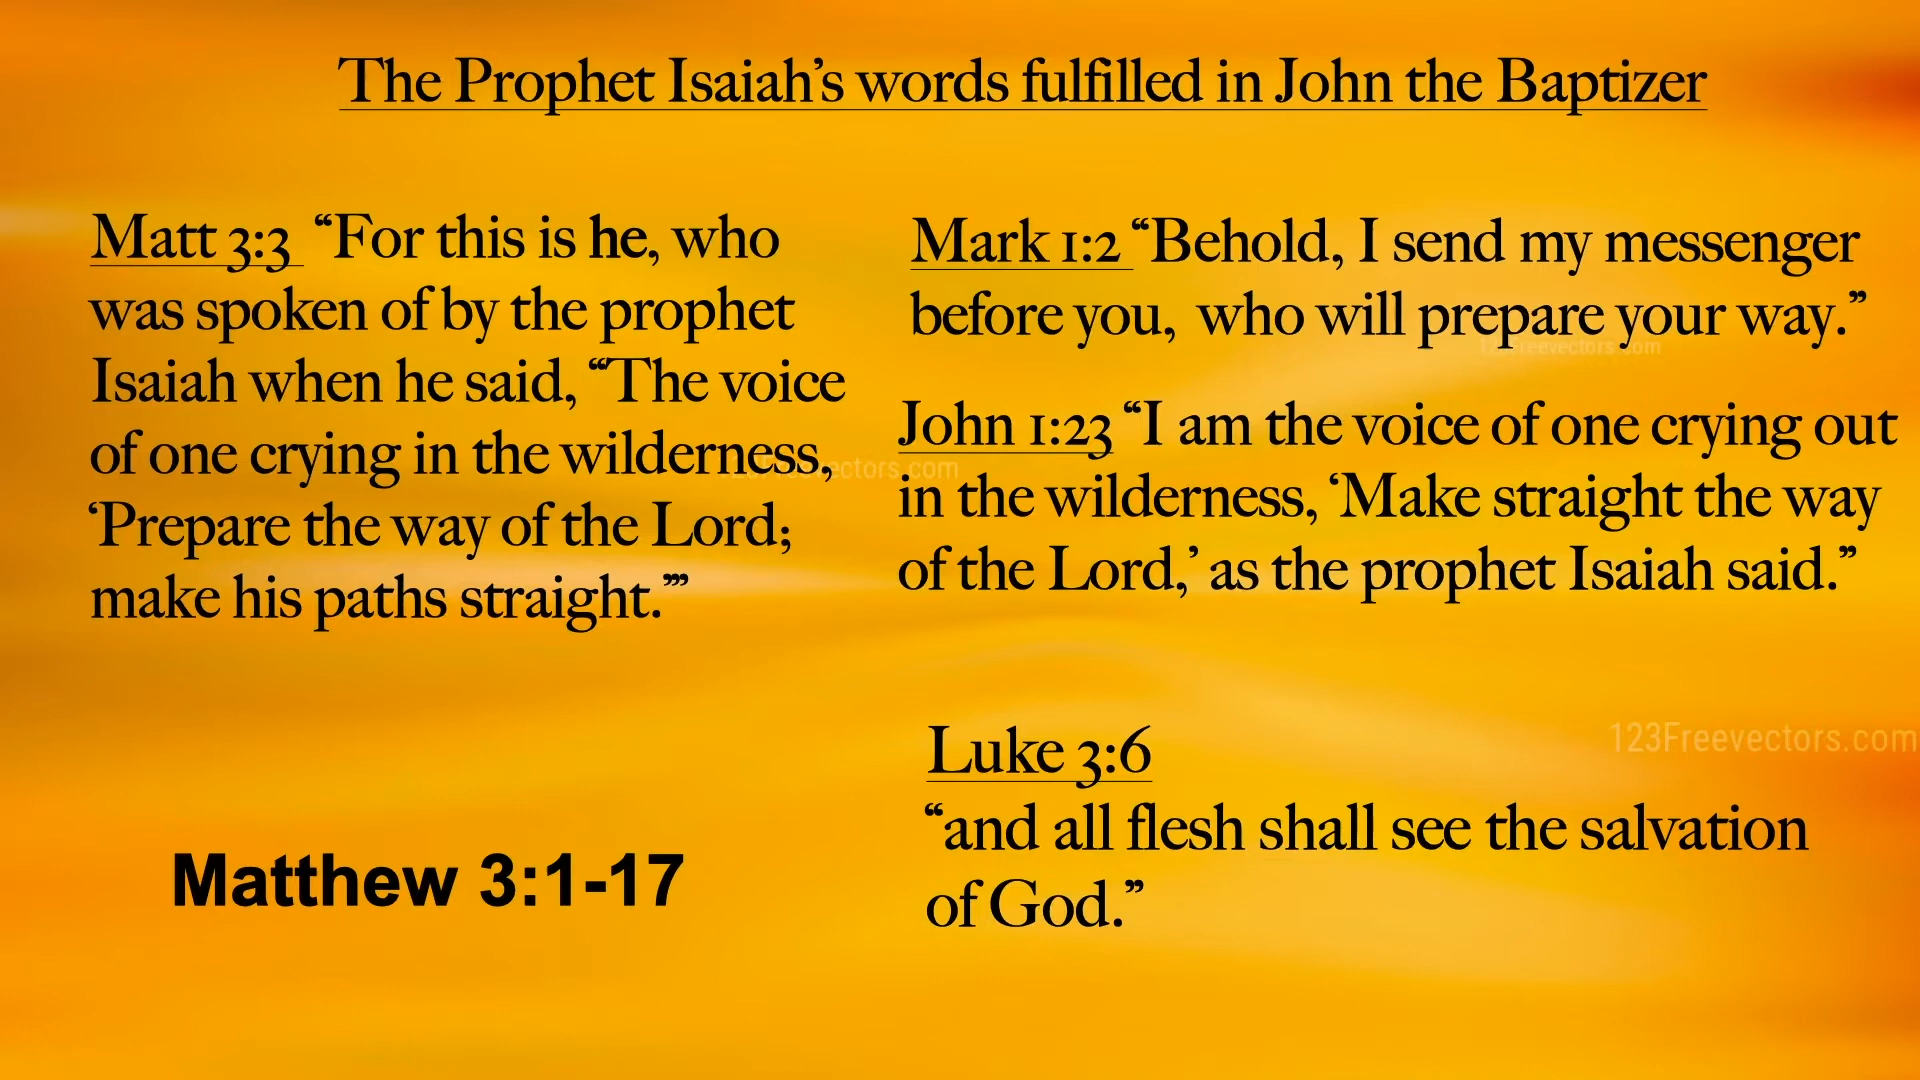 The Prophet Isaiah’s words fulfilled in John the Baptizer
Matt 3:3 “For this is he, who
was spoken of by the prophet
Isaiah when he said, “The voice
of one crying in the wilderness,
‘Prepare the way of the Lord;
make his paths straight.’”
Mark 1:2 “Behold, I send my messenger
before you, who will prepare your way.”
John 1:23 “I am the voice of one crying out
in the wilderness, ‘Make straight the way
of the Lord,’ as the prophet Isaiah said.”
Luke 3:6
“and all flesh shall see the salvation
of God.”
Matthew 3:1-17
123Freevectors.com
123Freevectors.com
123Freevectors.com